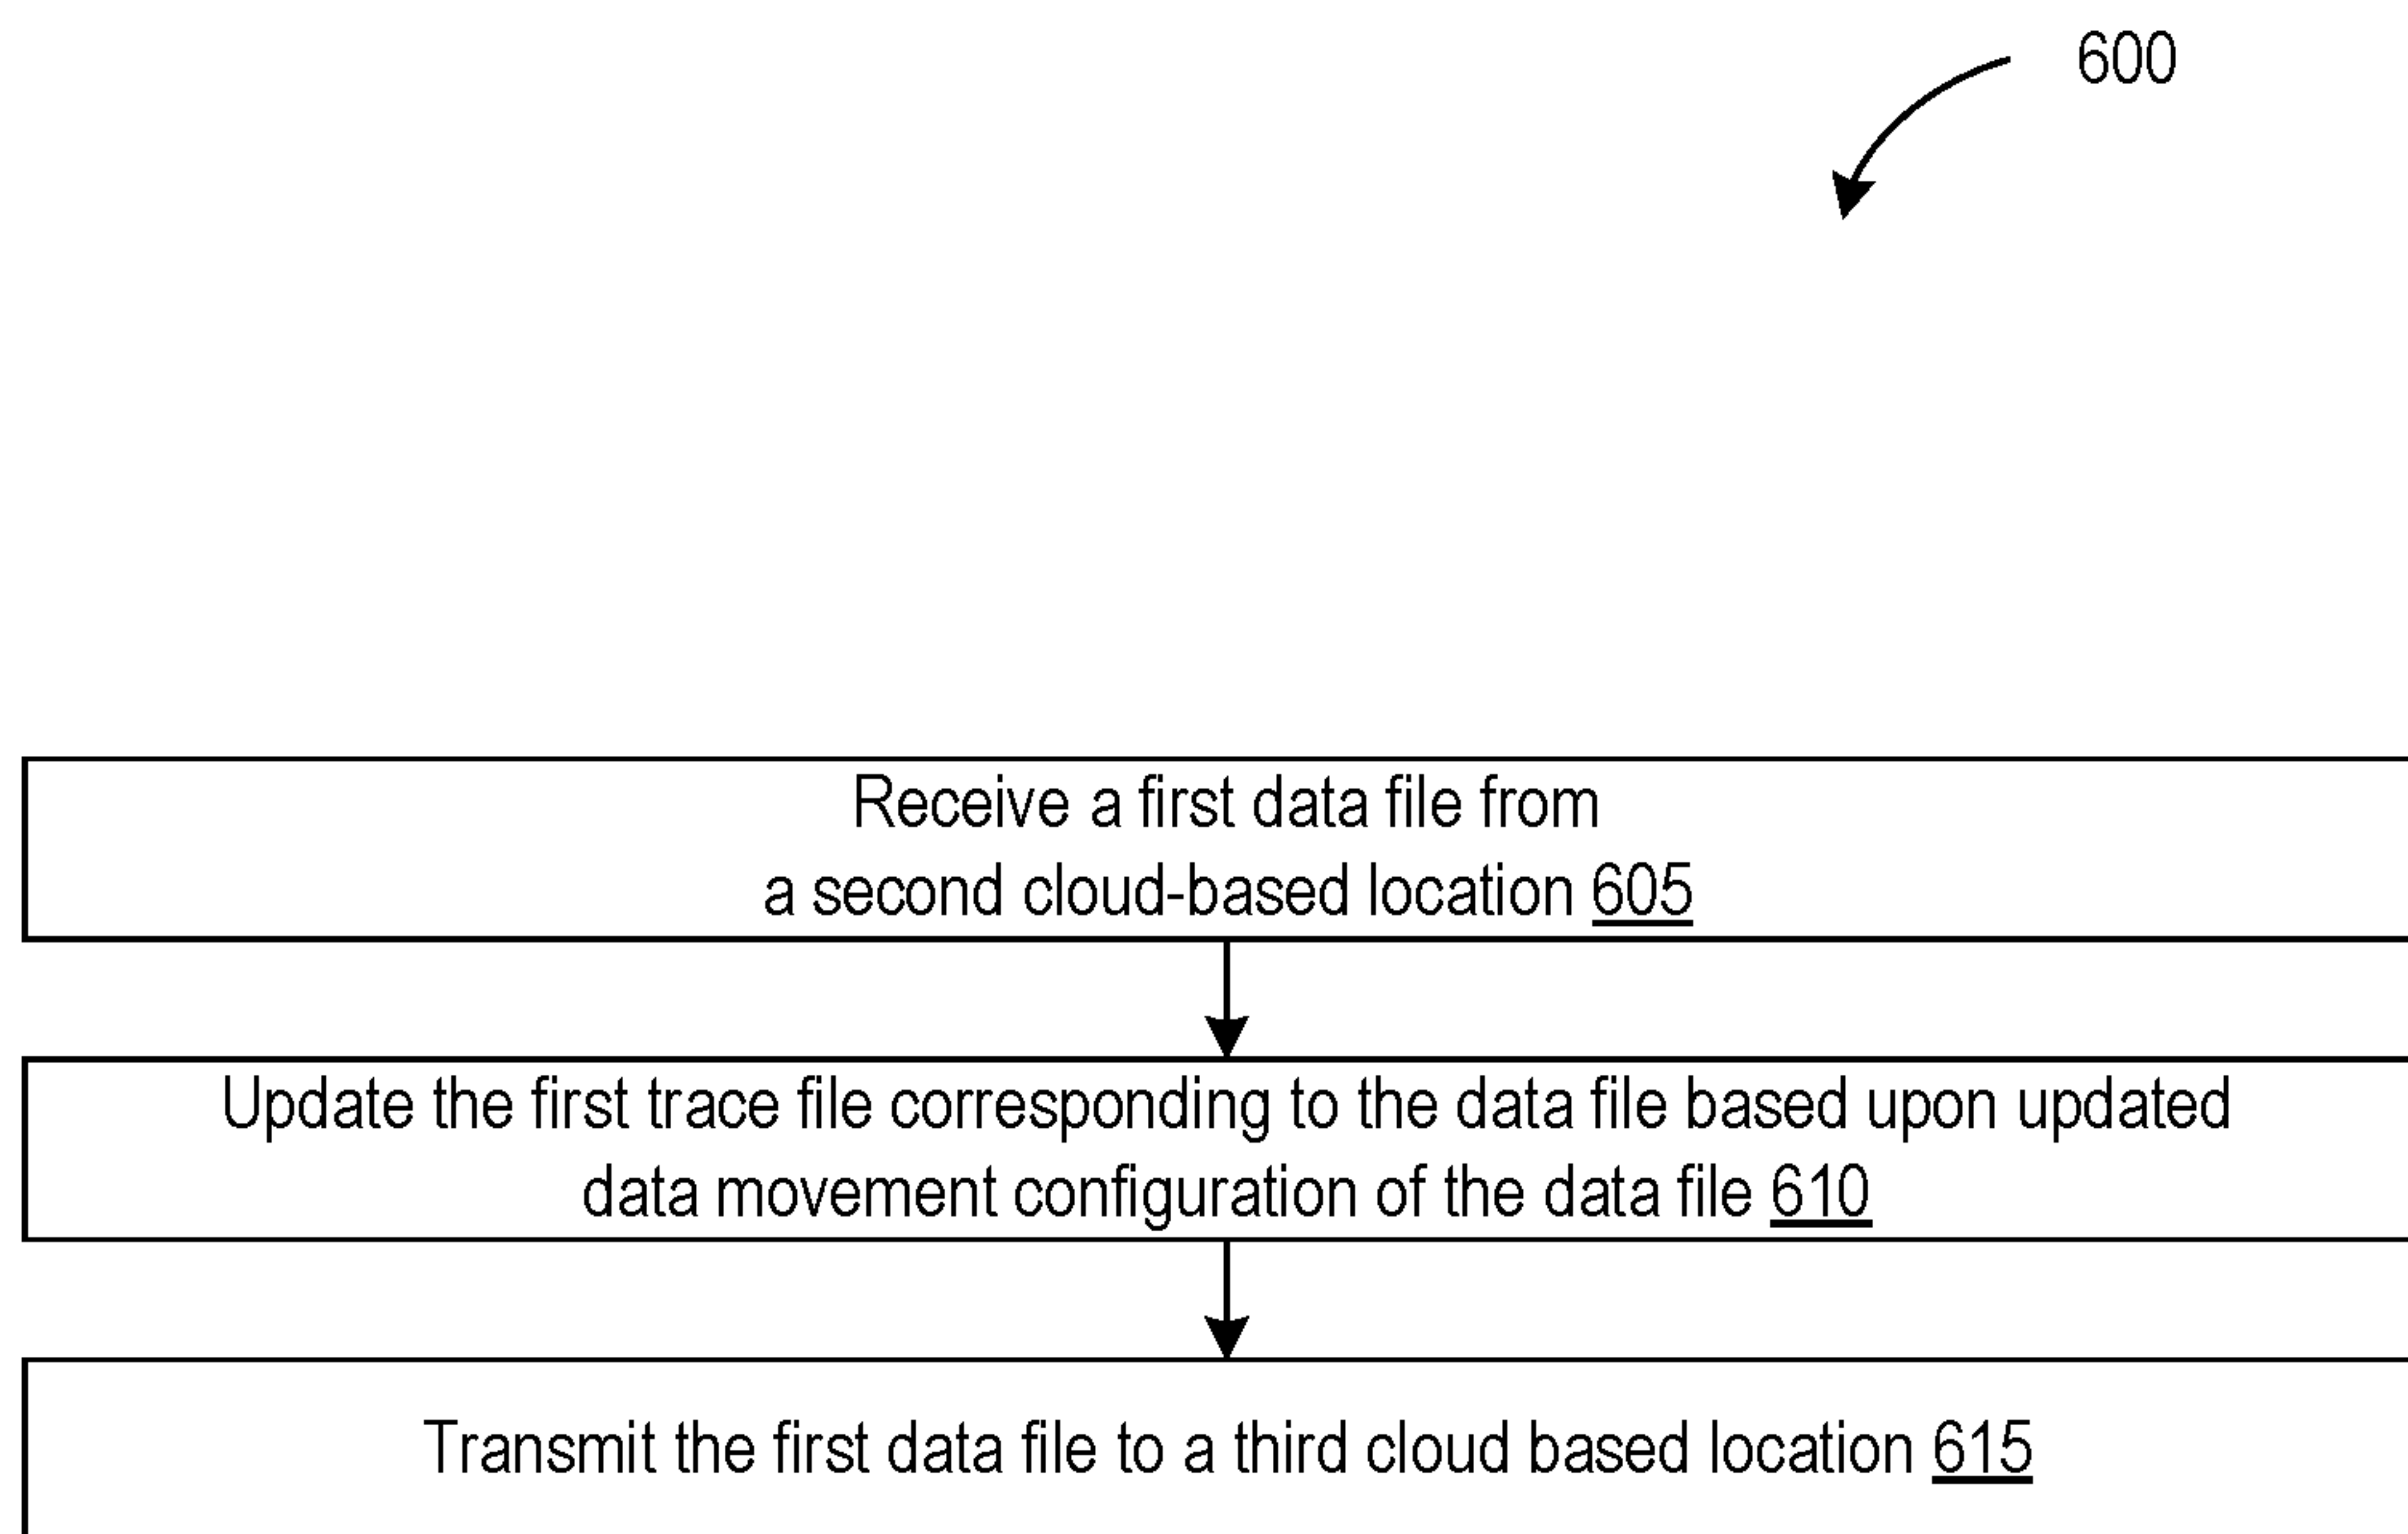 600
Receive a first data file from
a second cloud-based location 605
Update the first trace file corresponding to the data file based upon updated
data movement configuration of the data file 610
Transmit the first data file to a third cloud based location 615